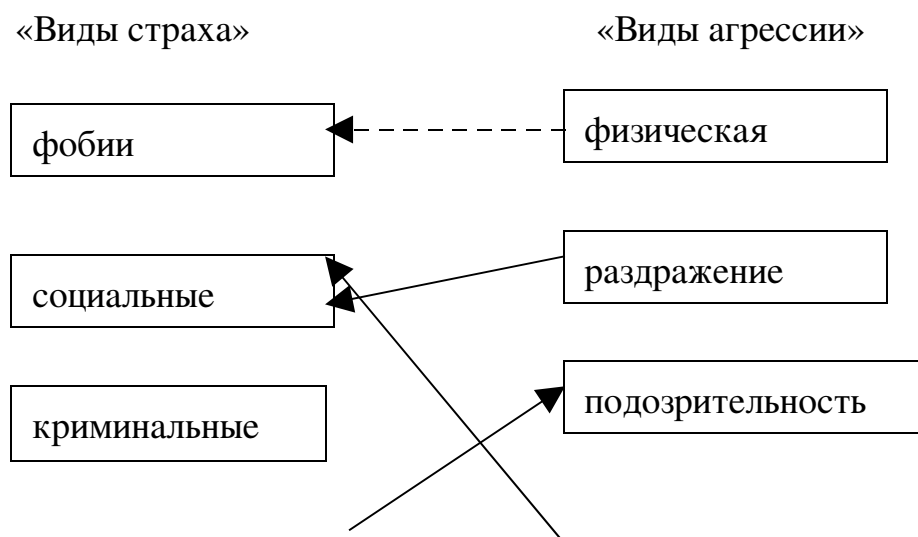 «Виды страха» «Виды агрессии»
фобии физическая
социальные раздражение
криминальные подозрительность